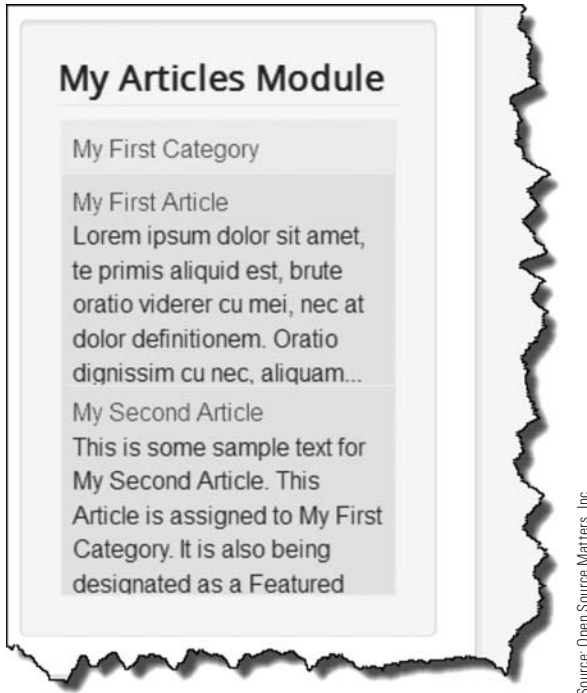 My Articles Module
My First Category
My First Article
Lorem ipsum dolor sit amet,
te primis aliquid est, brute
oratio viderer cu mei, nec at
dolor definitionem. Oratio
dignissim cu nec, aliquam...
My Second Article
This is some sample text for
My Second Article. This
Article is assigned to My First
Category. It is also being
designated as a Featured
Source: Open Source Matters, Inc.